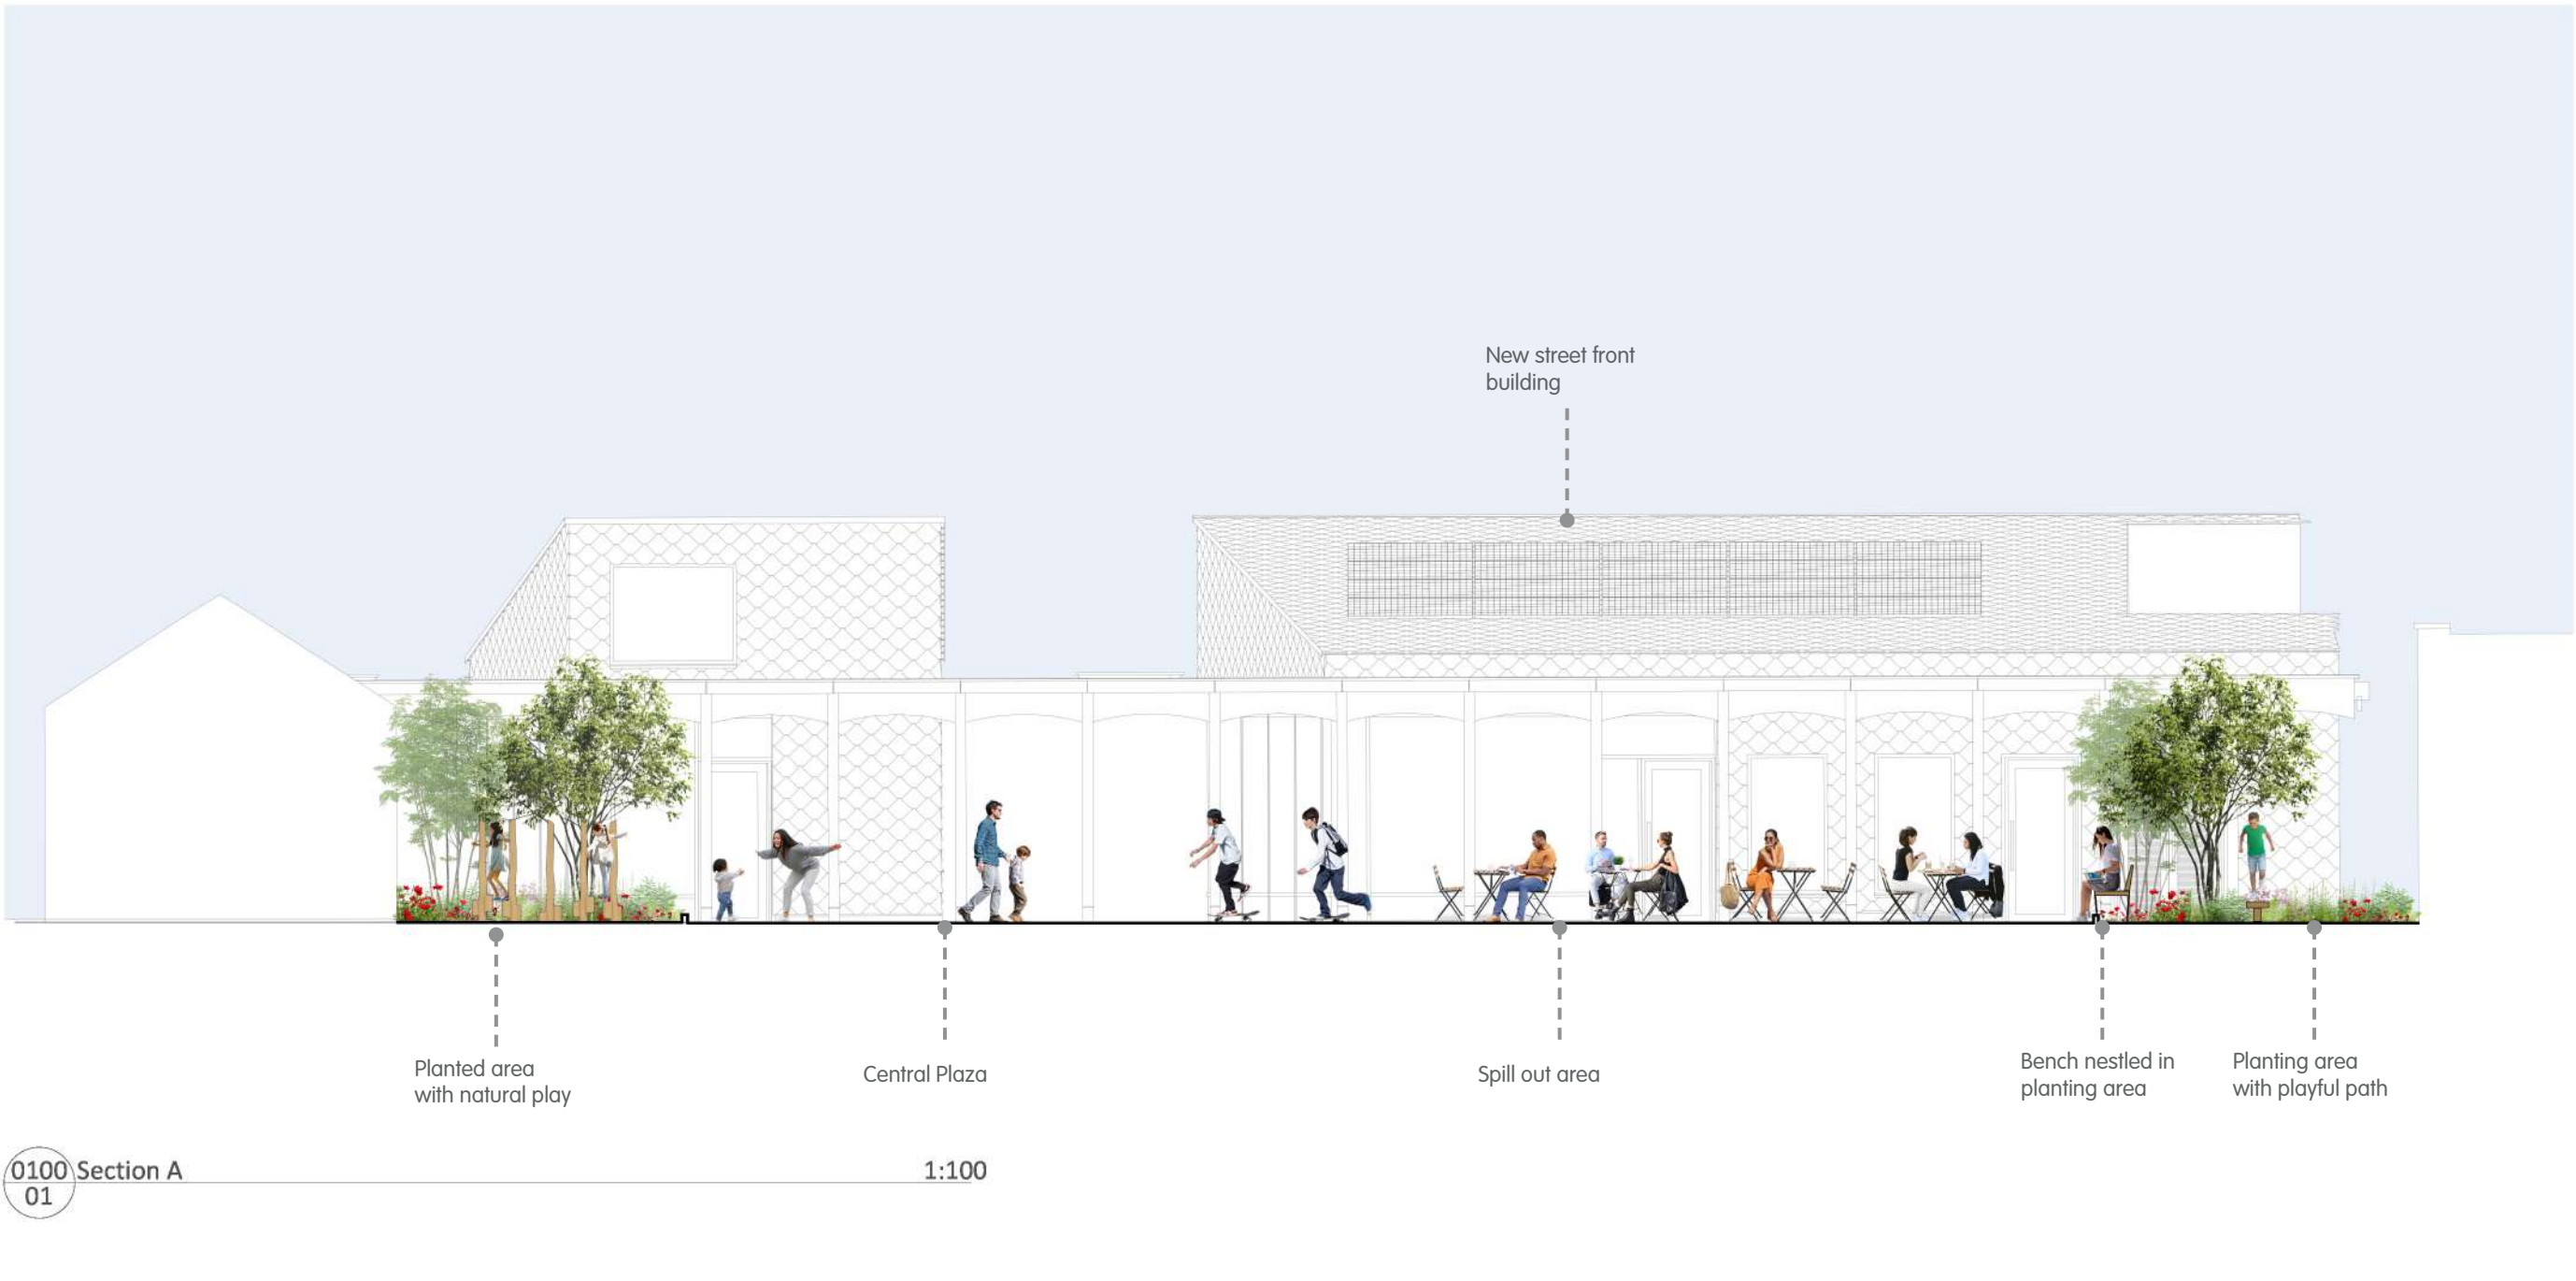 New street front
building
Planted area
with natural play
Central Plaza
Spill out area
Bench nestled in
planting area
Planting area
with playful path
0100 Section A 1:100
01